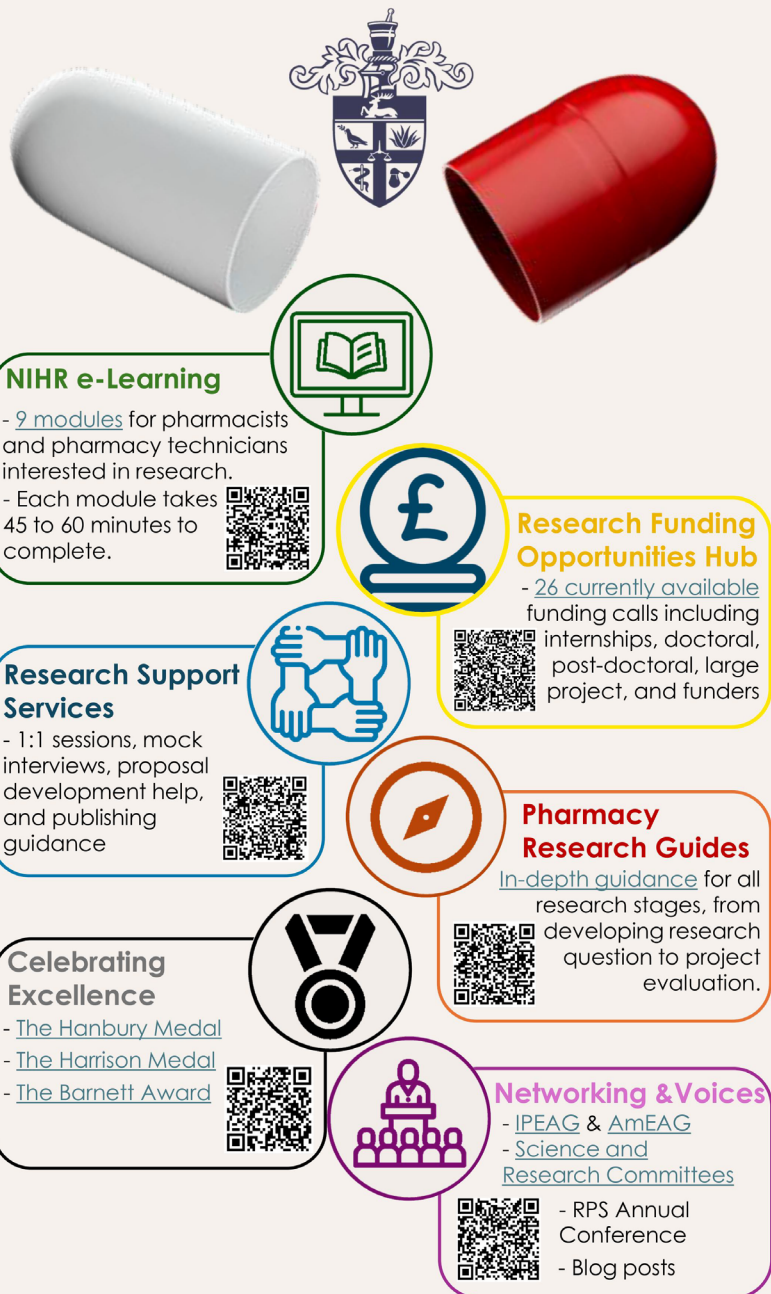 NIHR e-Learning
- 9 modules for pharmacists
and pharmacy technicians
interested in research.
- Each module takes
45 to 60 minutes to
complete.
£
Research Funding
Opportunities Hub
- 26 currently available
funding calls including
internships, doctoral,
post-doctoral, large
project, and funders
Research Support
Services
- 1:1 sessions, mock
interviews, proposal
development help,
and publishing
guidance
Pharmacy
Research Guides
In-depth guidance for all
research stages, from
developing research
question to project
evaluation.
Celebrating
Excellence
- The Hanbury Medal
- The Harrison Medal
- The Barnett Award
Networking &Voices
- IPEAG & AmEAG
- Science and
Research Committees
- RPS Annual
Conference
- Blog posts